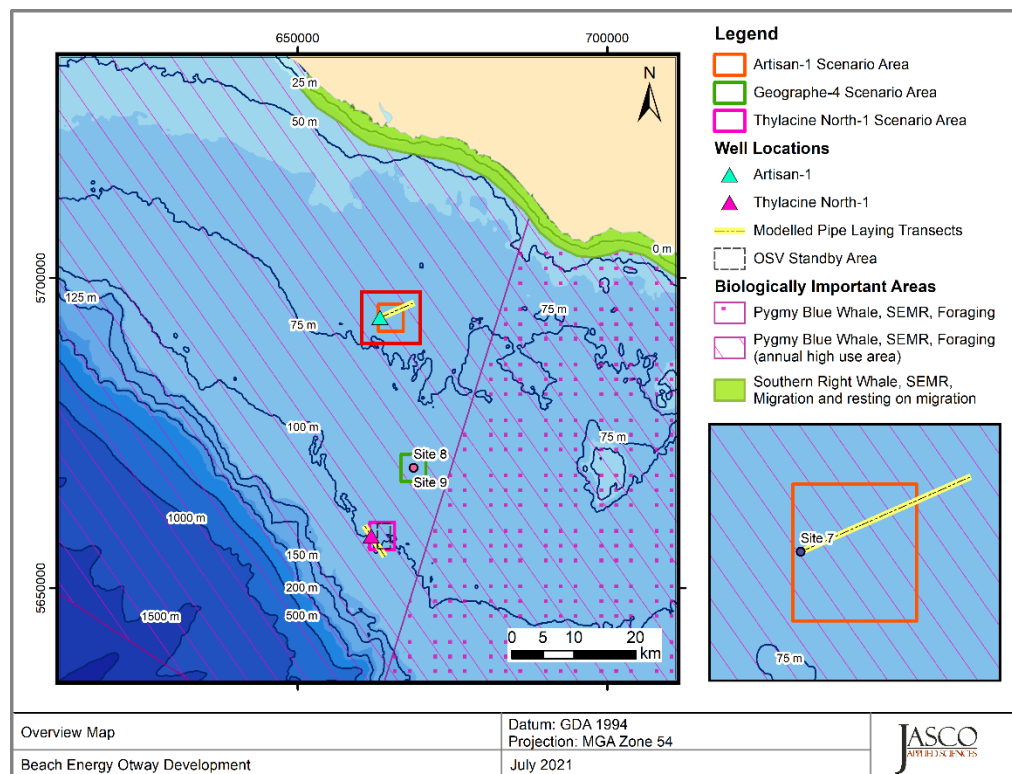 650000
700000
25 m
50 m
N
0 m
5700000
125 m
75 m
75 m
100 m
75 m
Site 8
Site 9
1000 m
150 m
5650000
200 m
500 m
1500 m
0 5 10 20
km
Legend
Artisan-1 Scenario Area
Geographe-4 Scenario Area
Thylacine North-1 Scenario Area
Well Locations
Artisan-1
Thylacine North-1
Modelled Pipe Laying Transects
OSV Standby Area
Biologically Important Areas
Pygmy Blue Whale, SEMR, Foraging
Pygmy Blue Whale, SEMR, Foraging
(annual high use area)
Southern Right Whale, SEMR,
Migration and resting on migration
Site 7
75 m
Overview Map
Datum: GDA 1994
Projection: MGA Zone 54
Beach Energy Otway Development
July 2021
JASCO
APPLIED SCIENCES